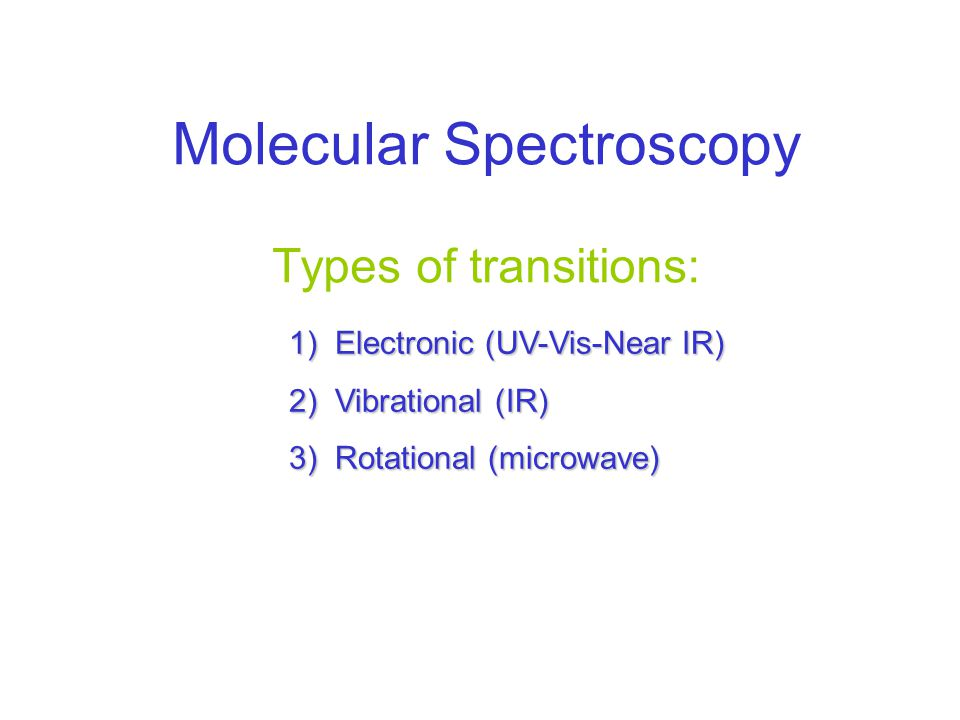 Molecular Spectroscopy
Types of transitions:
1) Electronic (UV-Vis-Near IR)
2) Vibrational (IR)
3) Rotational (microwave)